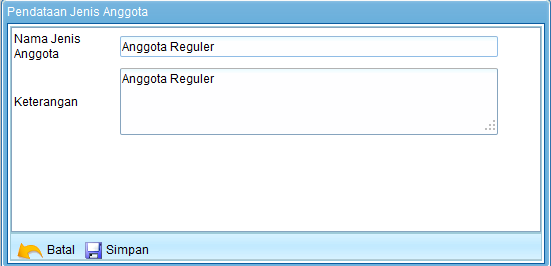 Pendataan Jenis Anggota
Nama Jenis
Anggota
Anggota Reguler
Keterangan
Anggota Reguler
Batal Simpan